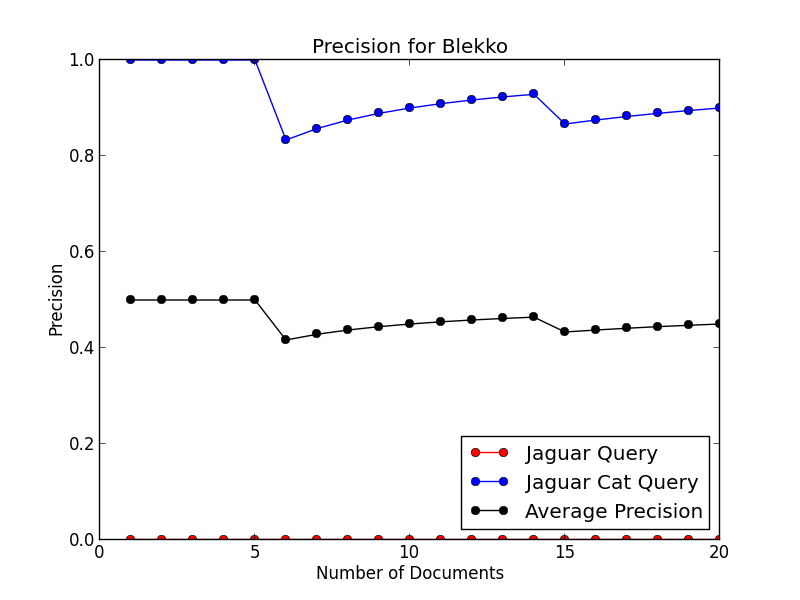 Precision for Blekko
1.0
0.8
0.6
0.4
0.2
0.0
Precision
Jaguar Query
Jaguar Cat Query
Average Precision
0 5 10 15 20
Number of Documents